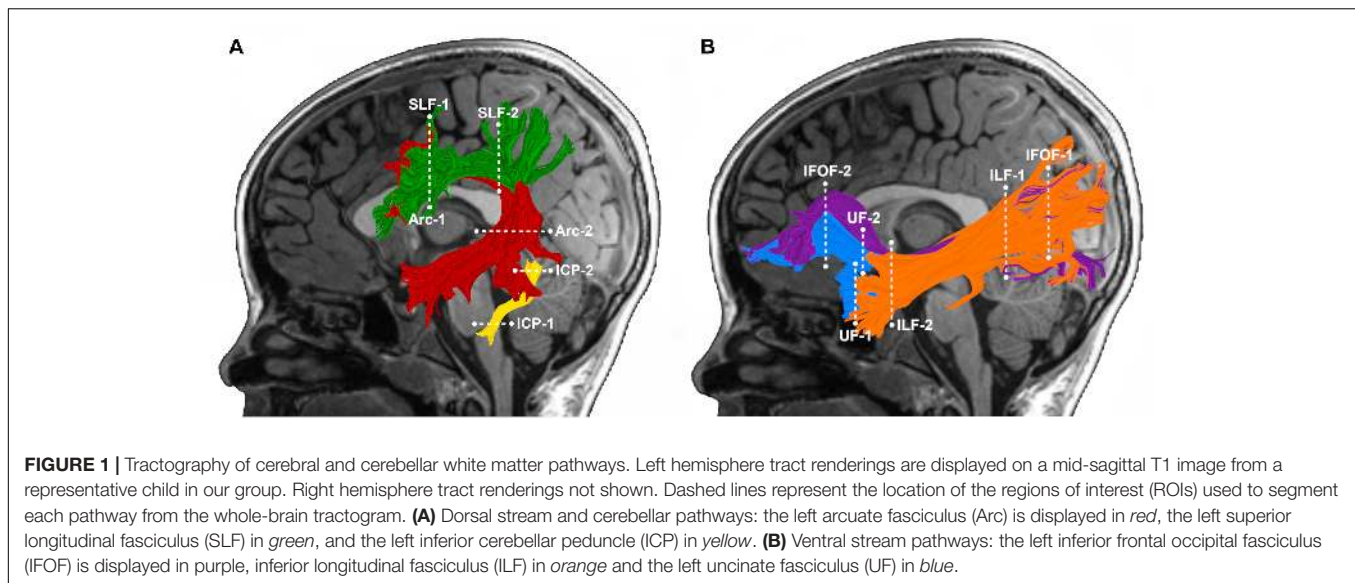 A
B
SLF-1
SLF-2
IFOF-1
ILF-1
IFOF-2
Arc-1
UF-2
Arc-2
ICP-2
ICP-1
UF-1
ILF-2
FIGURE 1 | Tractography of cerebral and cerebellar white matter pathways. Left hemisphere tract renderings are displayed on a mid-sagittal T1 image from a
representative child in our group. Right hemisphere tract renderings not shown. Dashed lines represent the location of the regions of interest (ROIs) used to segment
each pathway from the whole-brain tractogram. (A) Dorsal stream and cerebellar pathways: the left arcuate fasciculus (Arc) is displayed in red, the left superior
longitudinal fasciculus (SLF) in green, and the left inferior cerebellar peduncle (ICP) in yellow. (B) Ventral stream pathways: the left inferior frontal occipital fasciculus
(IFOF) is displayed in purple, inferior longitudinal fasciculus (ILF) in orange and the left uncinate fasciculus (UF) in blue.